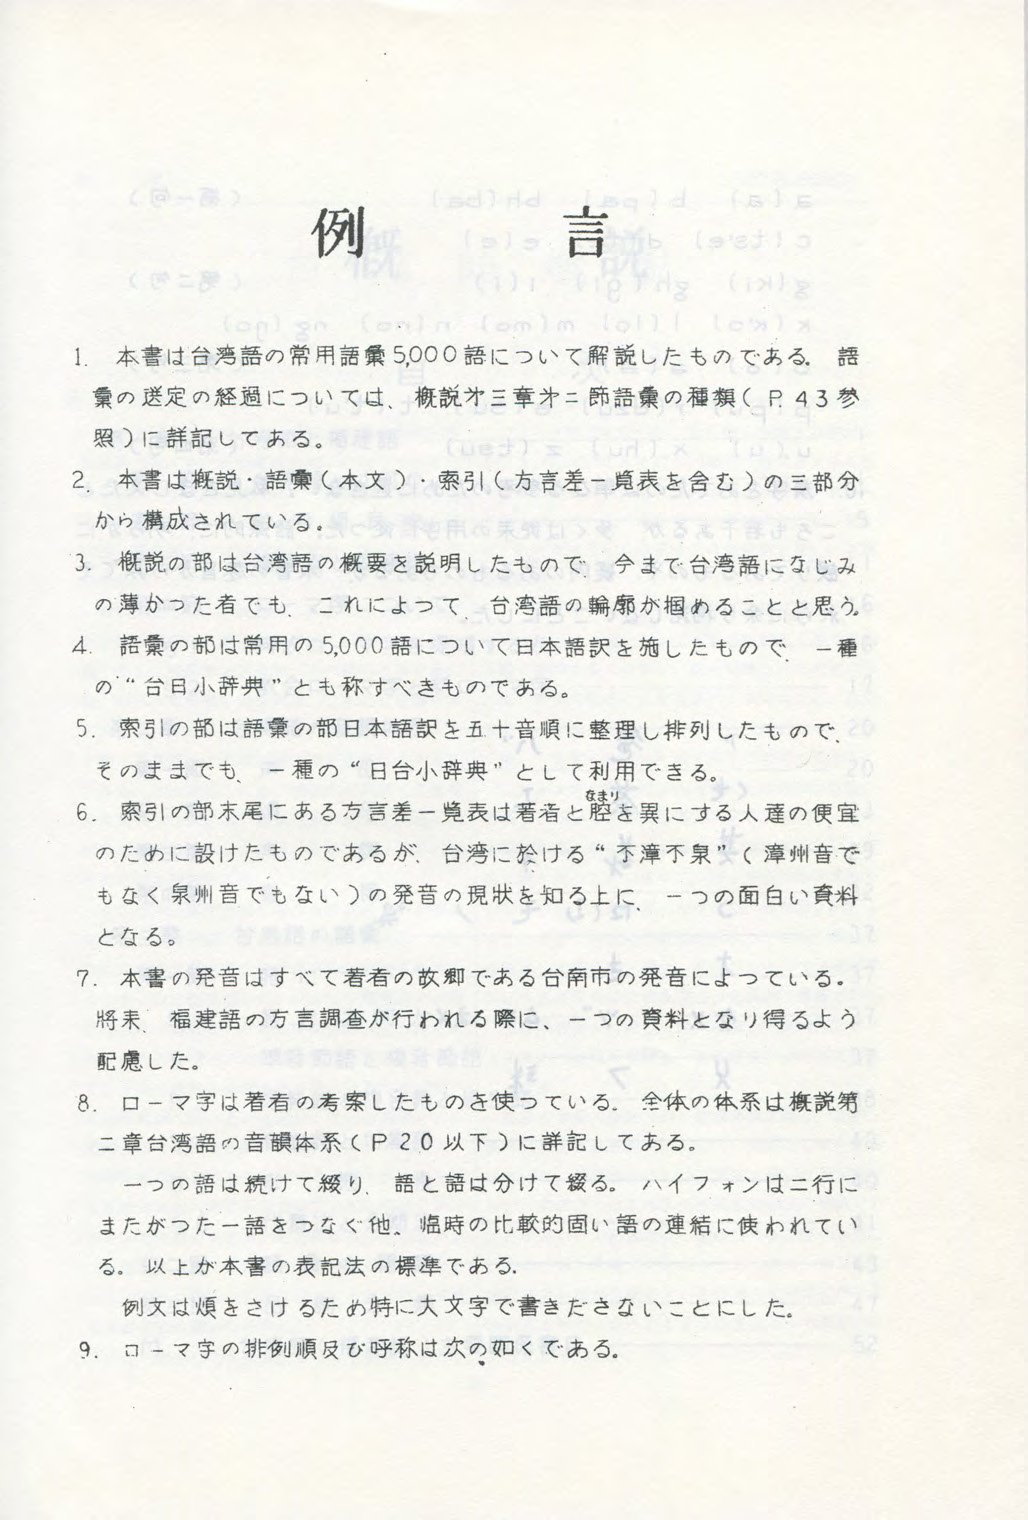 例言
1. 本書は台湾語の常用語彙5,000語について解説したものである。 語
彙の選定の経過については、概説才三章才二節語彙の種類(P.43参
照)に詳記してある。
2. 本書は概説・語彙(本文)・索引(方言差一覧表を含む)の三部分
から構成されている。
3. 概説の部は台湾語の概要を説明したもので、今まで台湾語になじみ
の薄かつた者でも、これによつて、台湾語の輪廓が掴めることと思う。
4. 語彙の部は常用の5,000語について日本語訳を施したもので、一種
の“台日小辞典”とも称すべきものである。
5. 索引の部は語彙の部日本語訳を五十音順に整理し排列したもので、
そのままでも、一種の“日台小辞典”として利用できる。
なまり
6. 索引の部末尾にある方言差一覧表は著者と腔を異にする人達の便宜
のために設けたものであるが、台湾に於ける“不漳不泉”(漳州音で
もなく泉州音でもない)の発音の現状を知る上に、一つの面白い資料
となる。
7. 本書の発音はすべて著者の故郷である台南市の発音によつている。
將来、福建語の方言調査が行われる際に、一つの資料となり得るよう
配慮した。
8. ローマ字は著者の考案したものを使つている。全体の体系は概説第
二章台湾語の音韻体系(P20以下)に詳記してある。
一つの語は続けて綴り、語と語は分けて綴る。ハイフォンは二行に
またがつた一語をつなぐ他、臨時の比較的固い語の連結に使われてい
る。以上が本書の表記法の標準である。
例文は煩をさけるため特に大文字で書きださないことにした。
9. ローマ字の排例順及び呼称は次の如くである。